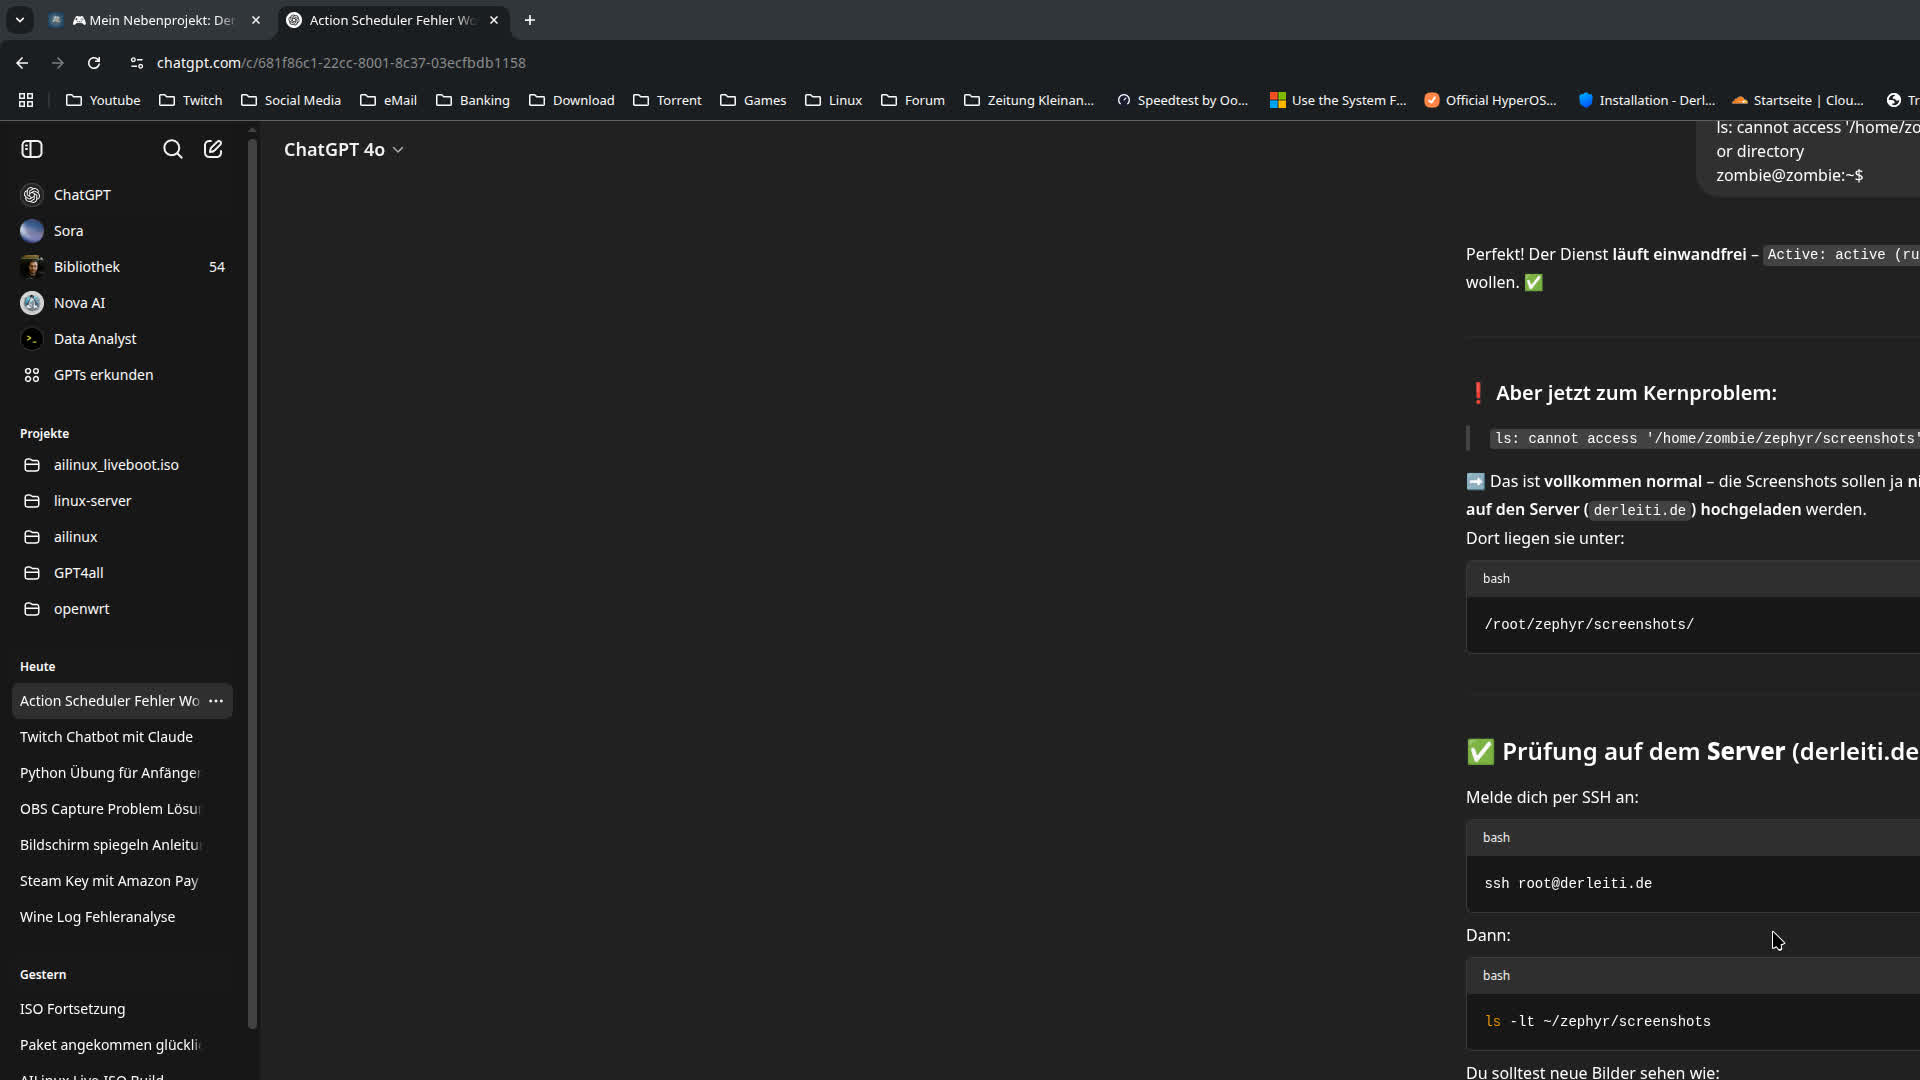 🎮 Mein Nebenprojekt: Der
Action Scheduler Fehler Wo
chatgpt.com/c/681f86c1-22cc-8001-8c37-03ecfbdb1158
Youtube
Twitch
Social Media
eMail
Banking
Download
Torrent
Games
Linux
Forum
Zeitung Kleinan...
Speedtest by Oo...
Use the System F...
Official HyperOS...
Installation - Derl...
Startseite | Clou...
Tr
ChatGPT
Sora
Bibliothek 54
Nova AI
Data Analyst
GPTs erkunden
Projekte
ailinux_liveboot.iso
linux-server
ailinux
GPT4all
openwrt
Heute
Action Scheduler Fehler Wo
Twitch Chatbot mit Claude
Python Übung für Anfänger
OBS Capture Problem Lösu
Bildschirm spiegeln Anleitu
Steam Key mit Amazon Pay
Wine Log Fehleranalyse
Gestern
ISO Fortsetzung
Paket angekommen glückli
AILinux Live ISO Build
ChatGPT 4o
ls: cannot access '/home/zo
or directory
zombie@zombie:~$
Perfekt! Der Dienst läuft einwandfrei – Active: active (ru
wollen. ✅
❗ Aber jetzt zum Kernproblem:
ls: cannot access '/home/zombie/zephyr/screenshots'
➡️ Das ist vollkommen normal – die Screenshots sollen ja ni
auf den Server (derleiti.de) hochgeladen werden.
Dort liegen sie unter:
bash
/root/zephyr/screenshots/
✅ Prüfung auf dem Server (derleiti.de
Melde dich per SSH an:
bash
ssh root@derleiti.de
Dann:
bash
ls -lt ~/zephyr/screenshots
Du solltest neue Bilder sehen wie: